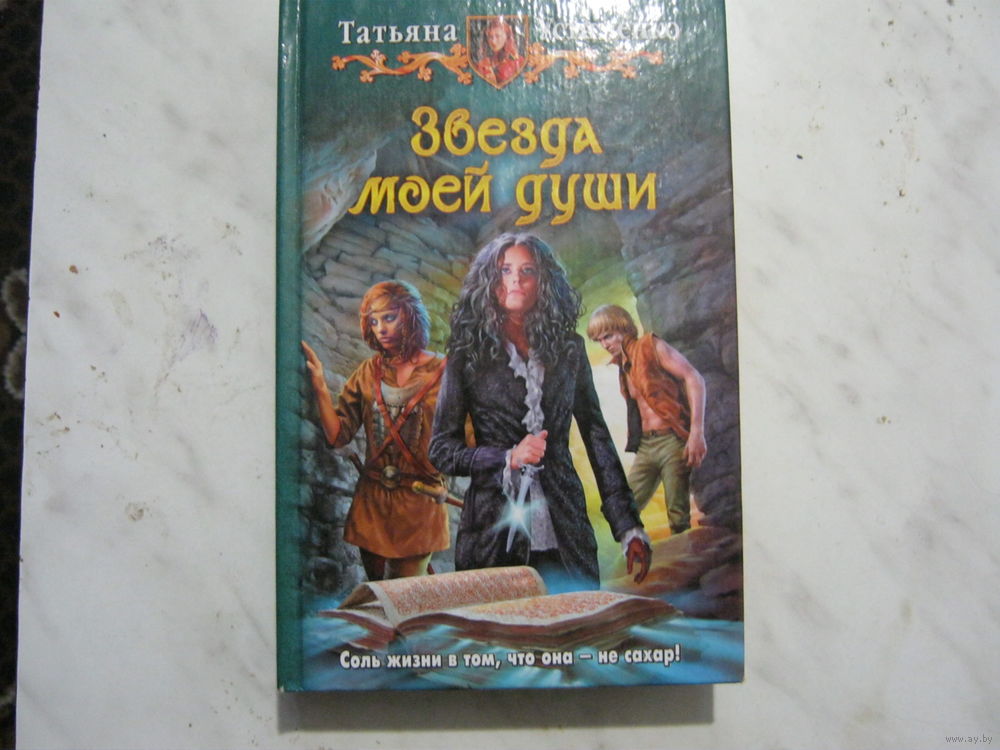 Татьяна
Звезда
моей души
Соль жизни в том, что она – не сахар!
www.ay.by